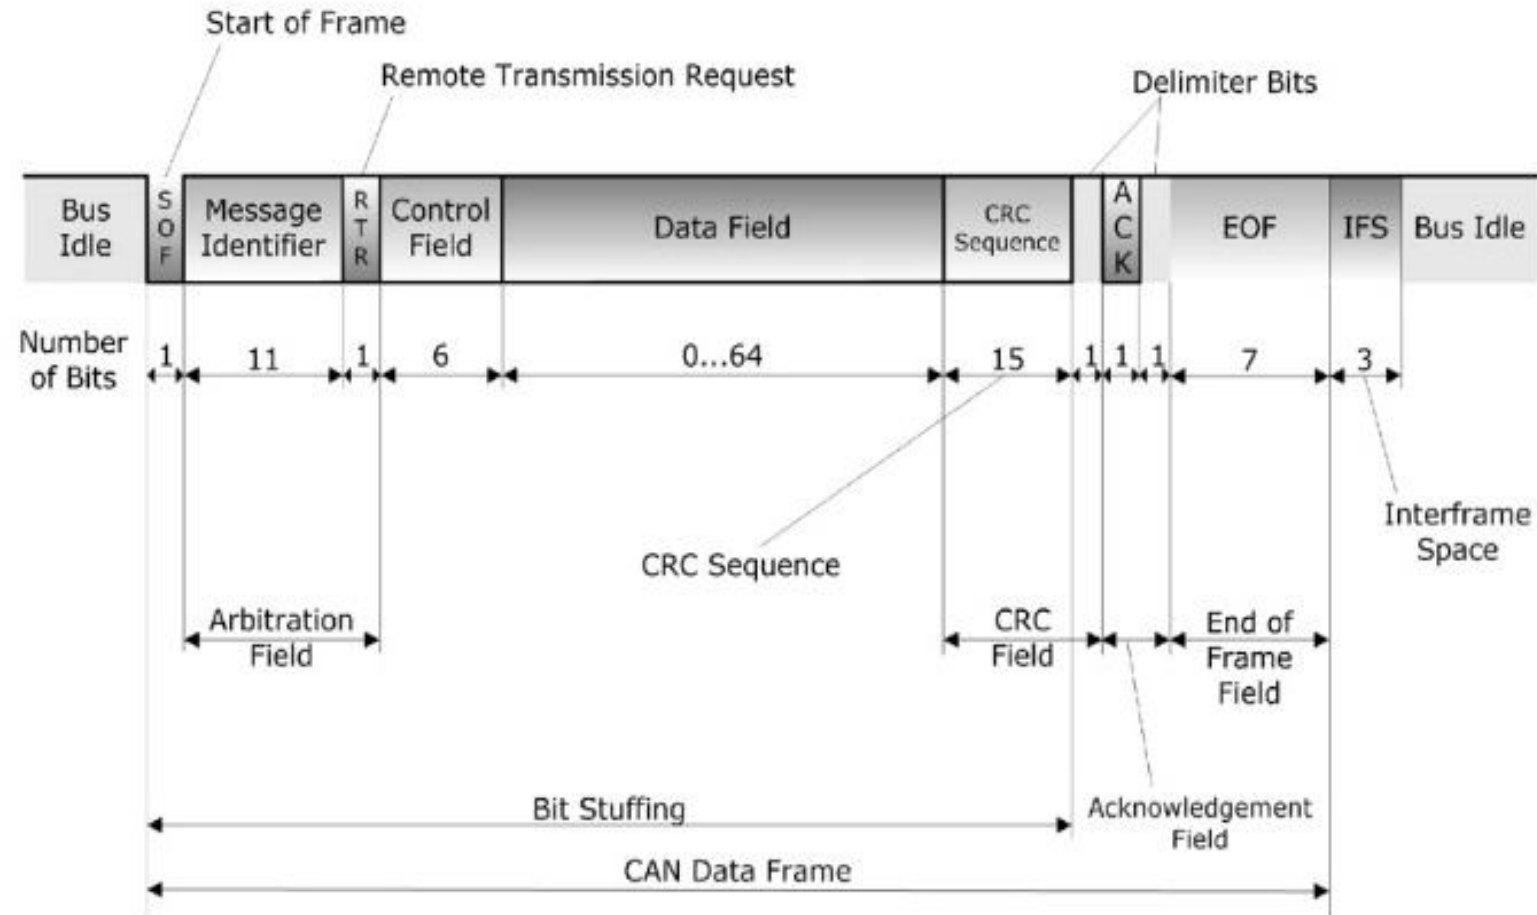 Start of Frame
Remote Transmission Request
Delimiter Bits
Bus
Idle
S
O
F
Message
Identifier
R
T
R
Control
Field
Data Field
CRC
Sequence
A
C
K
EOF
IFS
Bus Idle
Number
of Bits
1
11
1
6
0...64
15
1
1
1
7
3
Interframe
Space
CRC Sequence
Arbitration
Field
CRC
Field
End of
Frame
Field
Bit Stuffing
Acknowledgement
Field
CAN Data Frame